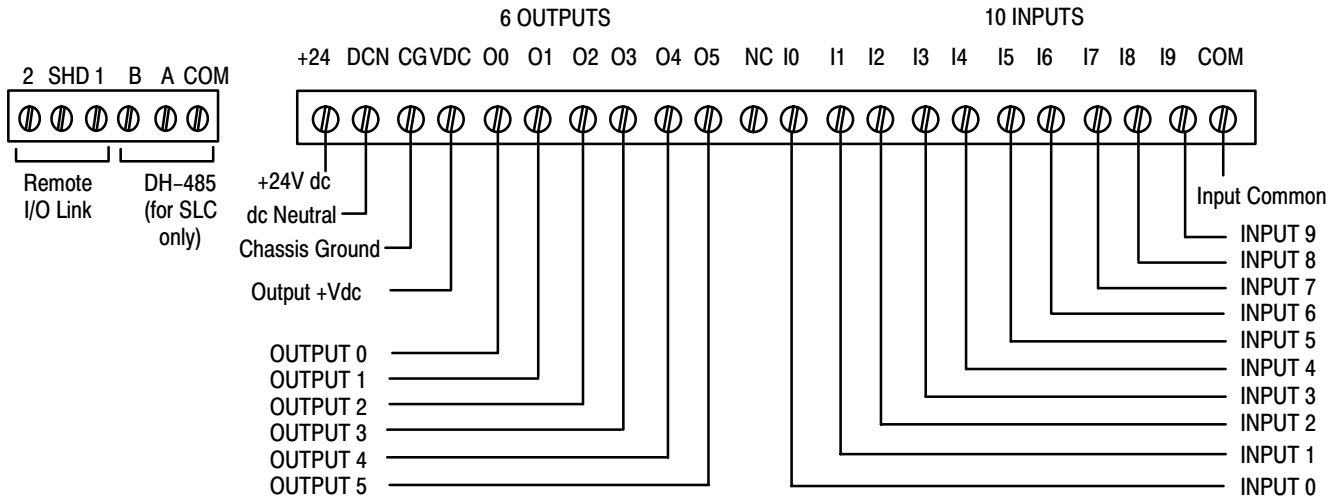 6 OUTPUTS
10 INPUTS
+24 DCN CG VDC O0 O1 O2 O3 O4 O5 NC I0 I1 I2 I3 I4 I5 I6 I7 I8 I9 COM
2 SHD 1 B A COM
Remote
I/O Link
DH-485
(for SLC
only)
+24V dc
dc Neutral
Chassis Ground
Output +Vdc
OUTPUT 0
OUTPUT 1
OUTPUT 2
OUTPUT 3
OUTPUT 4
OUTPUT 5
Input Common
INPUT 9
INPUT 8
INPUT 7
INPUT 6
INPUT 5
INPUT 4
INPUT 3
INPUT 2
INPUT 1
INPUT 0